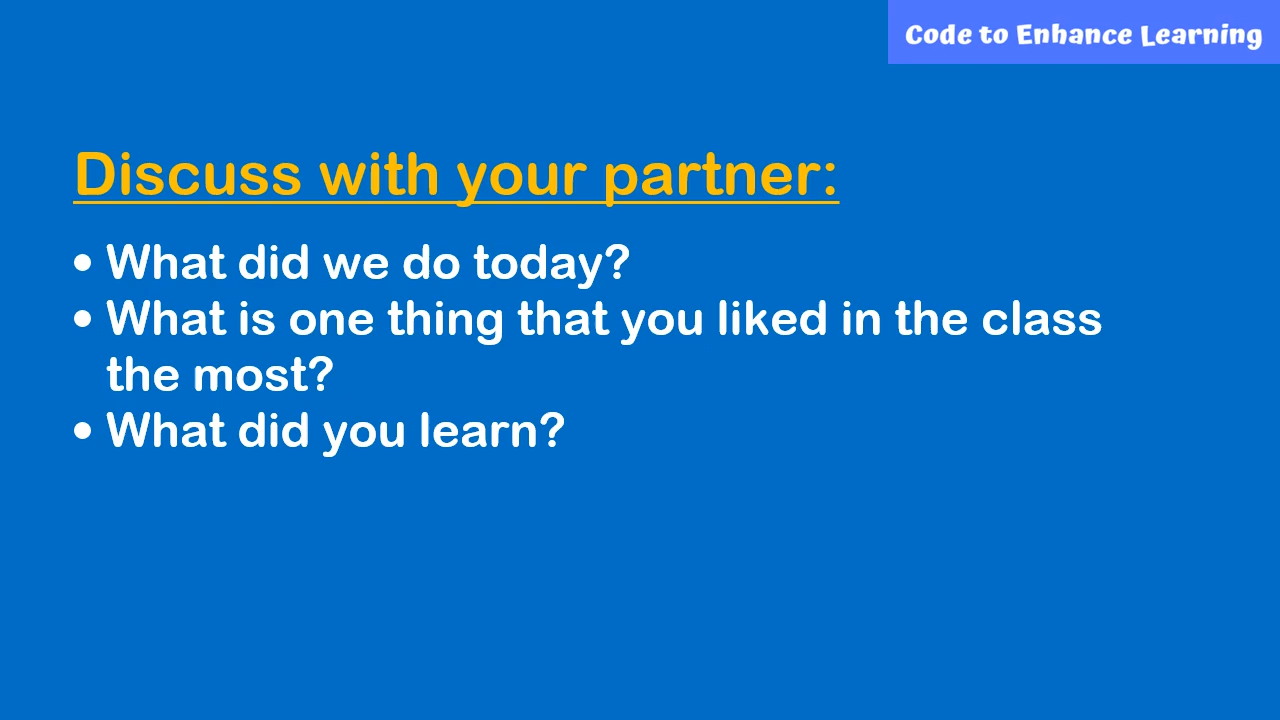 Code to Enhance Learning
Discuss with your partner:
• What did we do today?
• What is one thing that you liked in the class
the most?
• What did you learn?